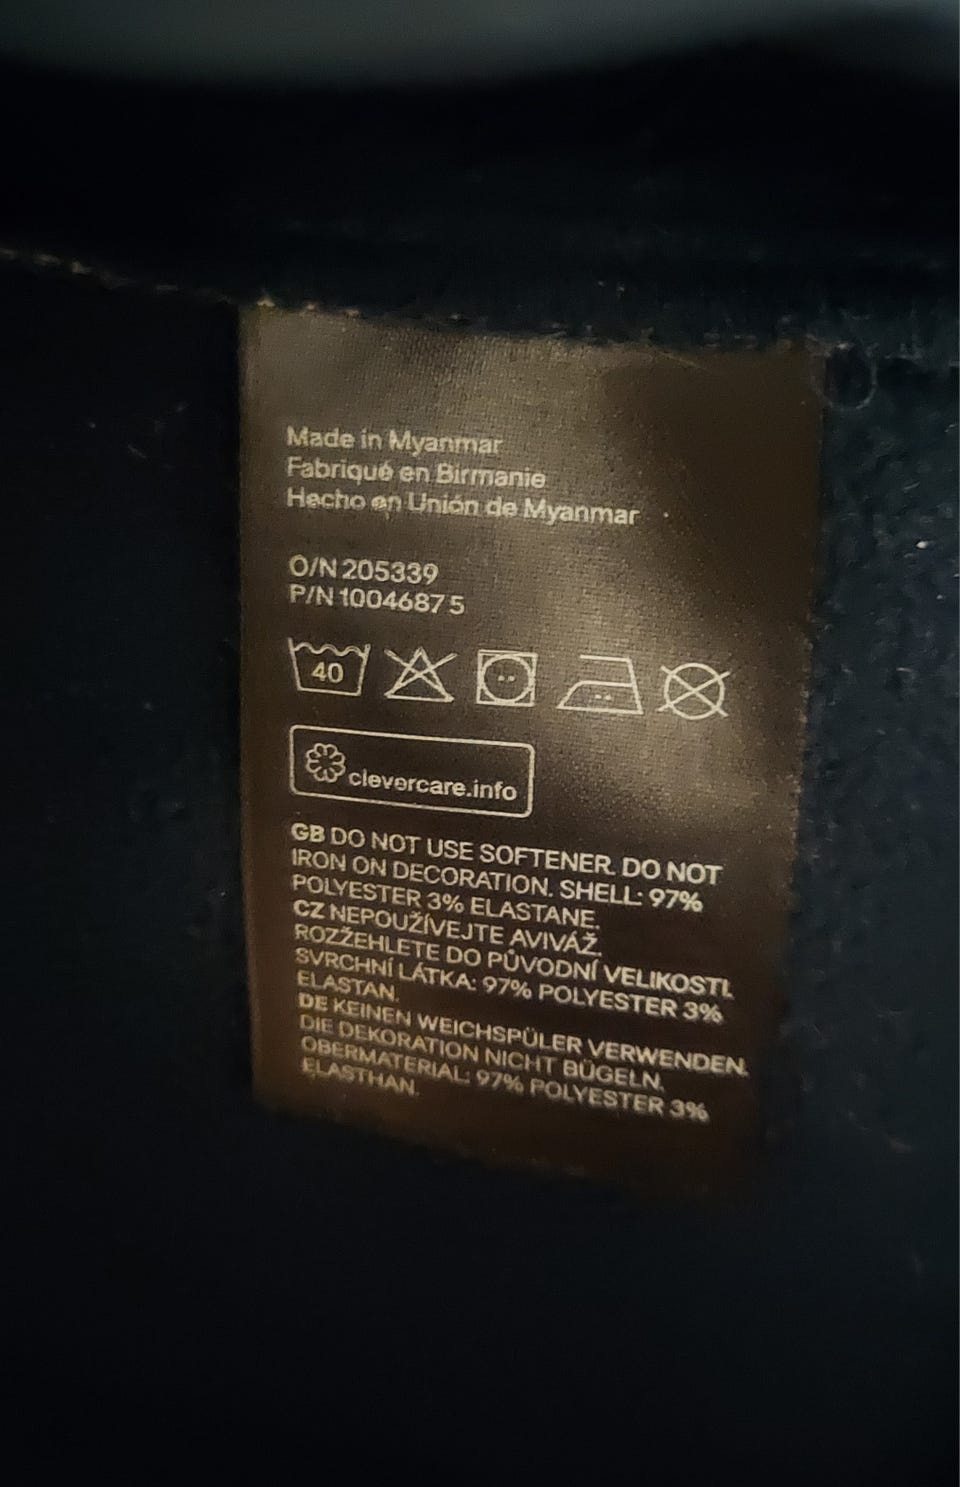 Made in Myanmar
Fabriqué en Birmanie
Hecho en Unión de Myanmar
O/N 205339
P/N 10046875
40
clevercare.info
GB DO NOT USE SOFTENER. DO NOT
IRON ON DECORATION. SHELL: 97%
POLYESTER 3% ELASTANE.
CZ NEPOUŽÍVEJTE AVIVÁŽ.
ROZŽEHLETE DO PŮVODNÍ VELIKOSTI.
SVRCHNÍ LÁTKA: 97% POLYESTER 3%
ELASTAN.
DE KEINEN WEICHSPÜLER VERWENDEN.
DIE DEKORATION NICHT BÜGELN.
OBERMATERIAL: 97% POLYESTER 3%
ELASTHAN.